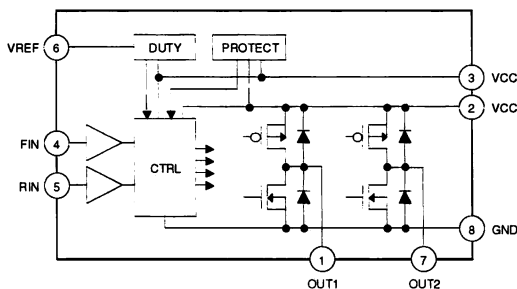 DUTY
PROTECT
VREF 6
3 VCC
2 VCC
FIN 4
RIN 5
CTRL
8 GND
1
7
OUT1
OUT2